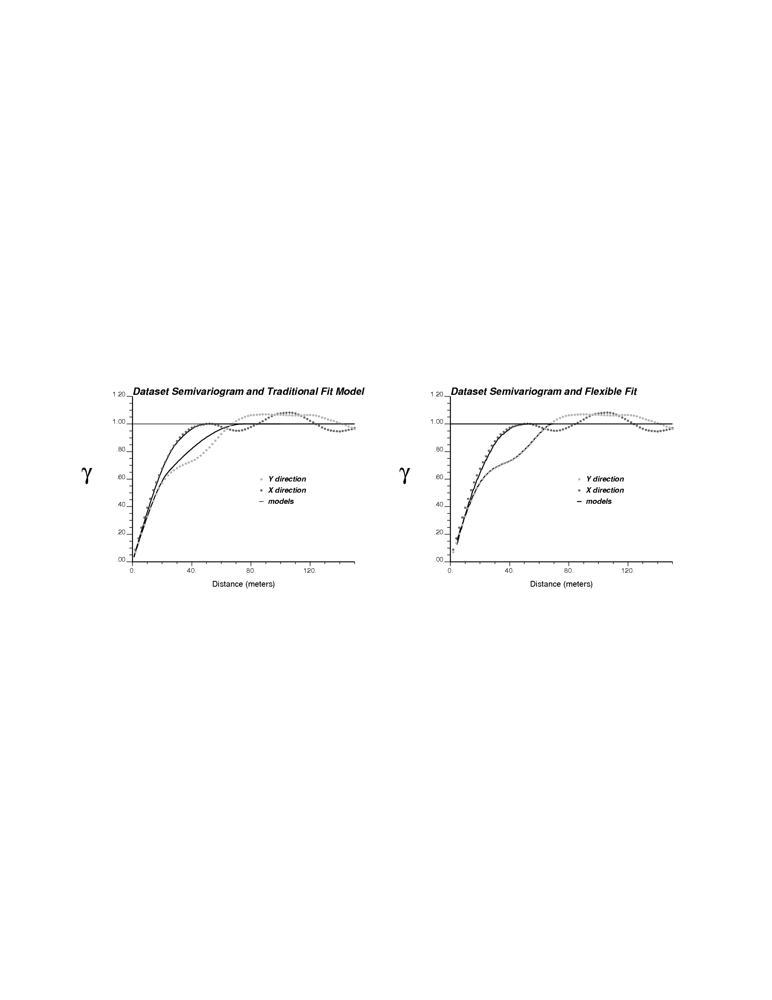 Dataset Semivariogram and Traditional Fit Model
1.20
1.00
.80
.60
.40
.20
.00
γ
Y direction
X direction
models
0. 40. 80. 120.
Distance (meters)
Dataset Semivariogram and Flexible Fit
1.20
1.00
.80
.60
.40
.20
.00
γ
Y direction
X direction
models
0. 40. 80. 120.
Distance (meters)